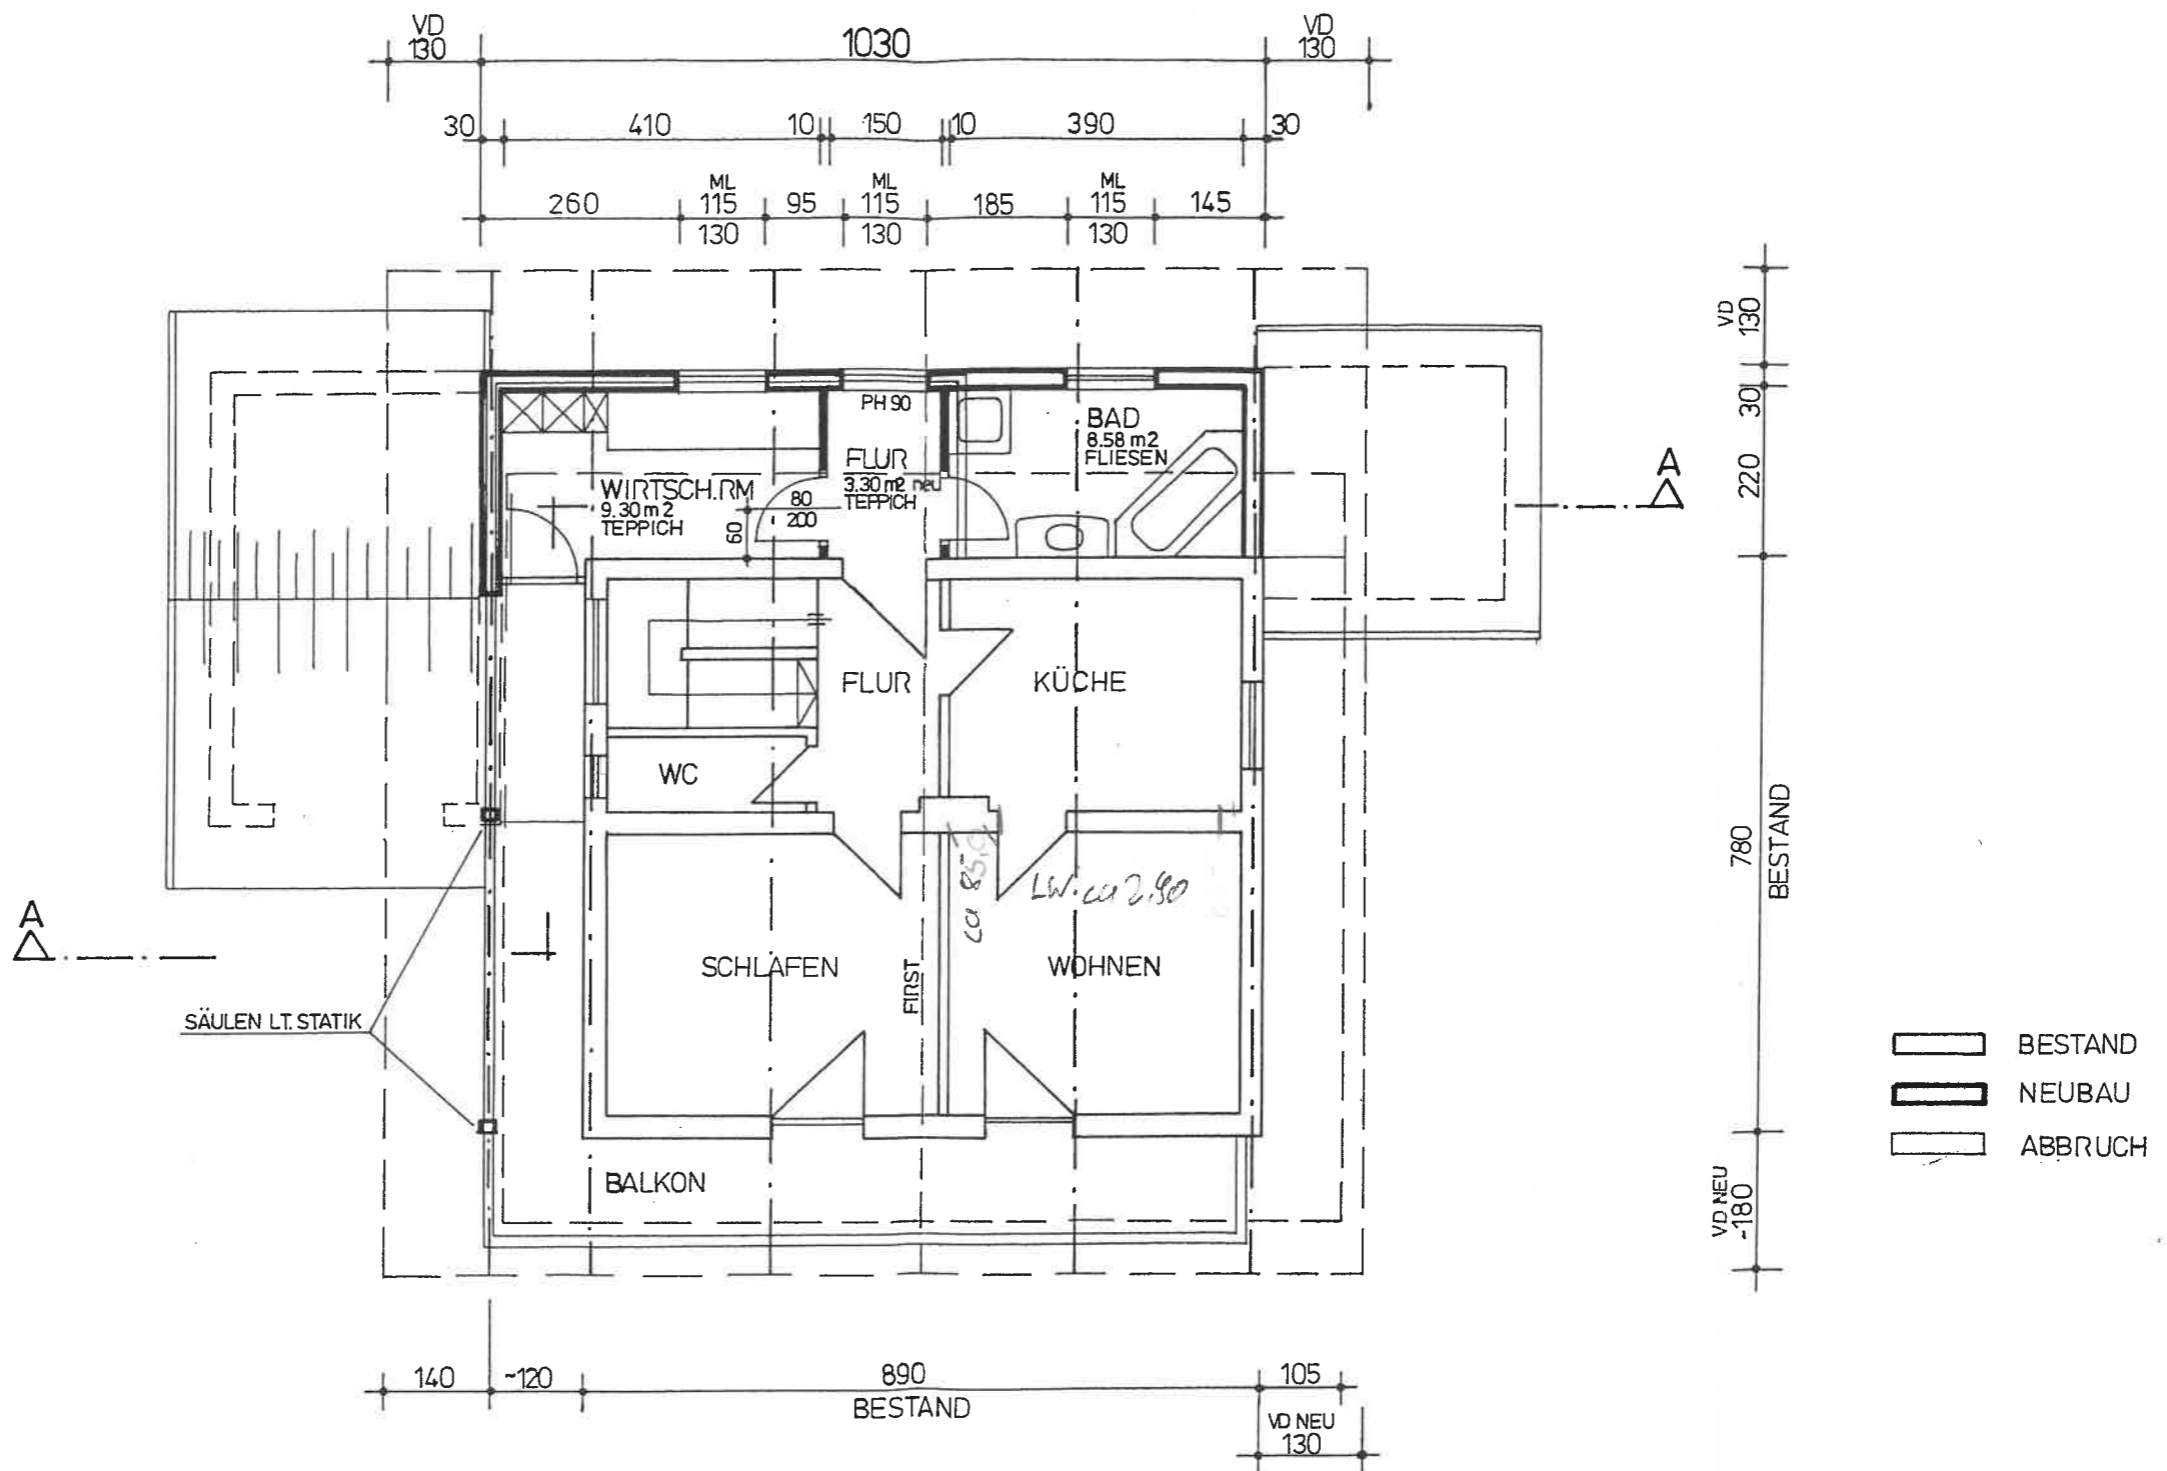 VD
130
1030
VD
130
30
410
10
150
10
390
30
260
ML
115
130
95
ML
115
130
185
ML
115
130
145
VD
130
30
220
780
BESTAND
VD NEU
~180
PH 90
FLUR
3.30 m2 neu
TEPPICH
BAD
8.58 m2
FLIESEN
WIRTSCH.RM
9.30 m2
TEPPICH
80
200
60
A
A
FLUR
KÜCHE
WC
ca 85,0
LW. ca 2.90
SCHLAFEN
FIRST
WOHNEN
SÄULEN LT. STATIK
BALKON
BESTAND
NEUBAU
ABBRUCH
140
~120
890
BESTAND
105
VD NEU
130